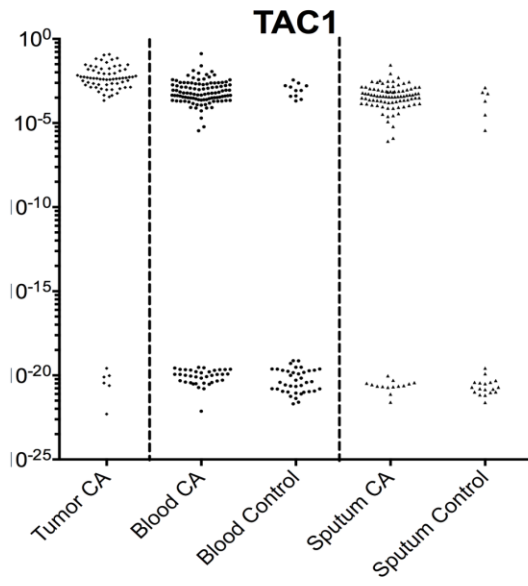 TAC1
10^0
10^-5
10^-10
10^-15
10^-20
10^-25
Tumor CA
Blood CA
Blood Control
Sputum CA
Sputum Control